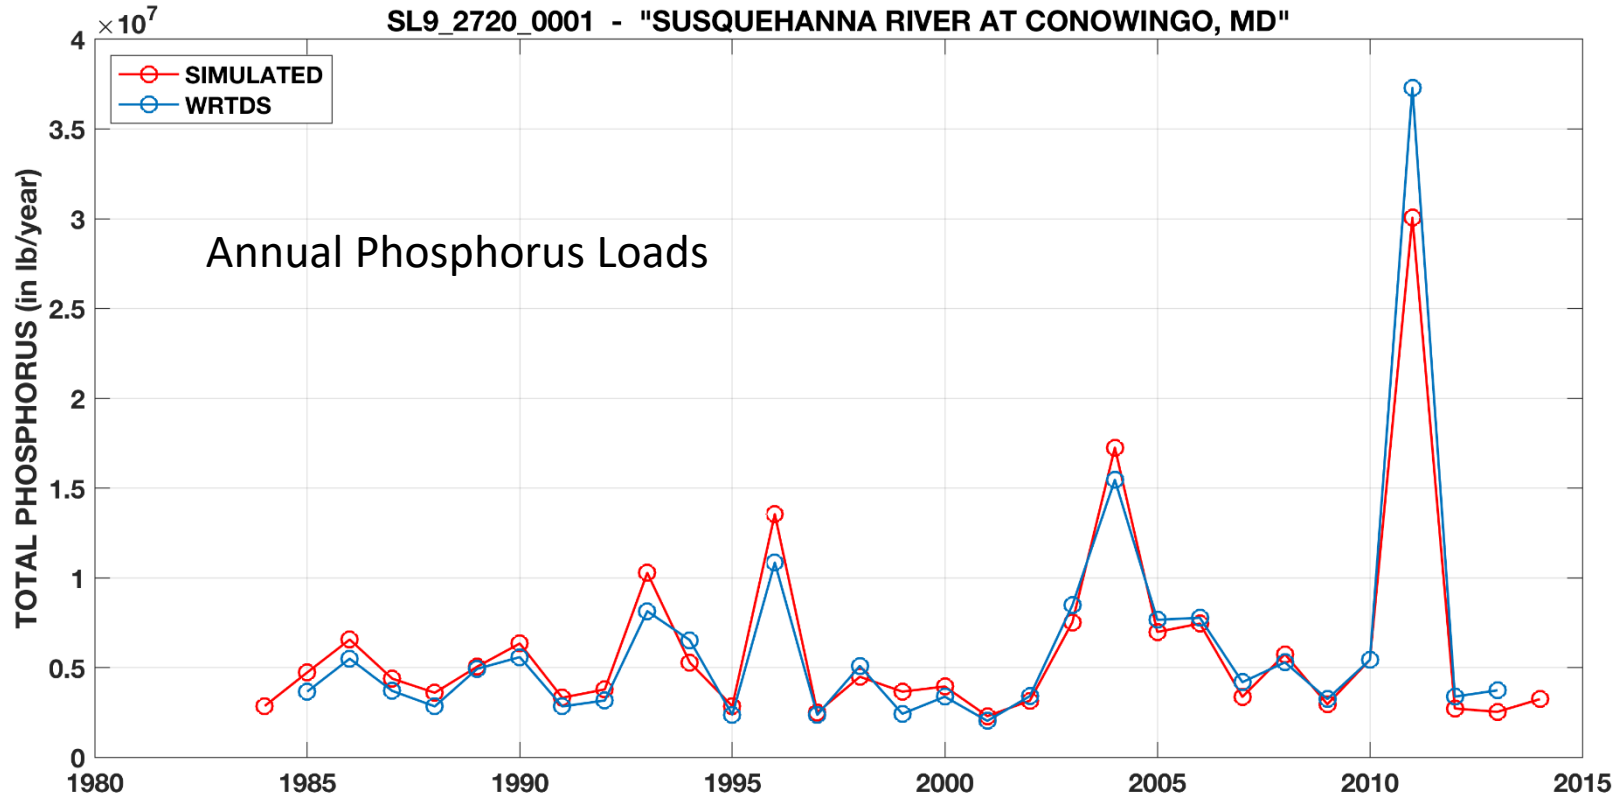 ×10^7
SL9_2720_0001 - "SUSQUEHANNA RIVER AT CONOWINGO, MD"
SIMULATED
WRTDS
Annual Phosphorus Loads
TOTAL PHOSPHORUS (in lb/year)
4
3.5
3
2.5
2
1.5
1
0.5
0
1980 1985 1990 1995 2000 2005 2010 2015